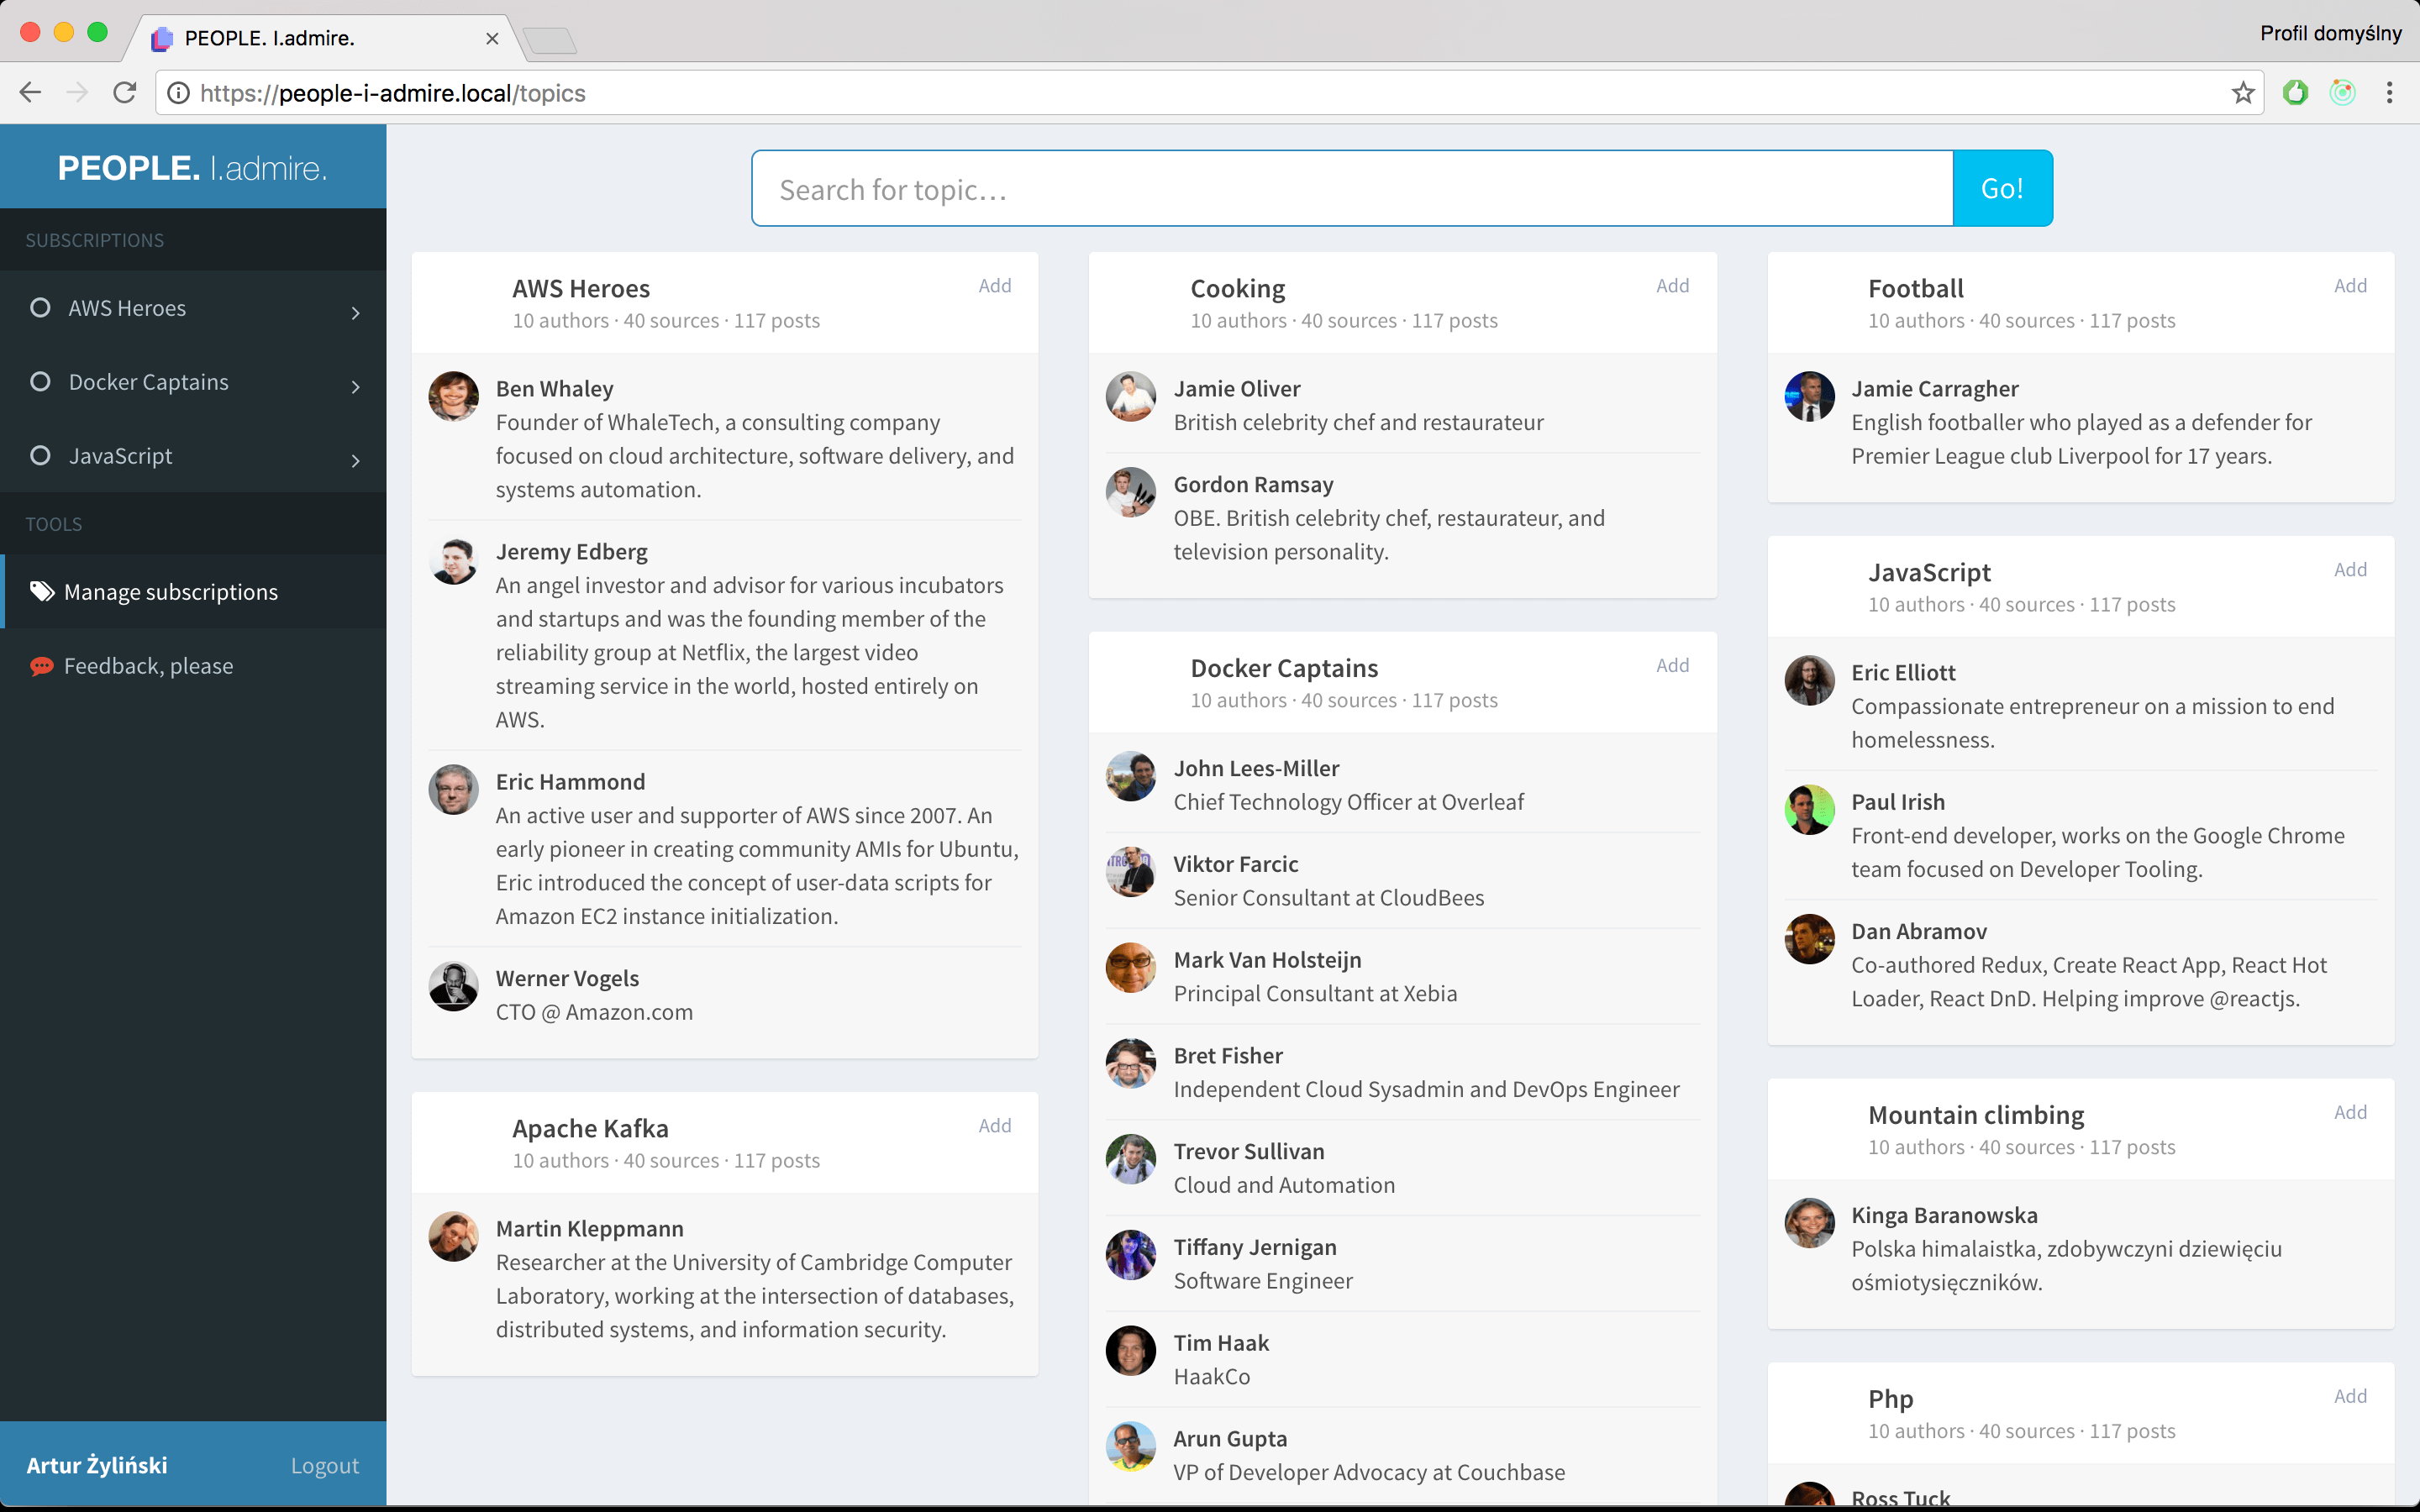 PEOPLE. I.admire.
Profil domyślny
https://people-i-admire.local/topics
PEOPLE. I.admire.
SUBSCRIPTIONS
AWS Heroes
Docker Captains
JavaScript
TOOLS
Manage subscriptions
Feedback, please
Artur Żyliński
Logout
Search for topic…
Go!
AWS Heroes
Add
10 authors · 40 sources · 117 posts
Ben Whaley
Founder of WhaleTech, a consulting company
focused on cloud architecture, software delivery, and
systems automation.
Jeremy Edberg
An angel investor and advisor for various incubators
and startups and was the founding member of the
reliability group at Netflix, the largest video
streaming service in the world, hosted entirely on
AWS.
Eric Hammond
An active user and supporter of AWS since 2007. An
early pioneer in creating community AMIs for Ubuntu,
Eric introduced the concept of user-data scripts for
Amazon EC2 instance initialization.
Werner Vogels
CTO @ Amazon.com
Apache Kafka
Add
10 authors · 40 sources · 117 posts
Martin Kleppmann
Researcher at the University of Cambridge Computer
Laboratory, working at the intersection of databases,
distributed systems, and information security.
Cooking
Add
10 authors · 40 sources · 117 posts
Jamie Oliver
British celebrity chef and restaurateur
Gordon Ramsay
OBE. British celebrity chef, restaurateur, and
television personality.
Docker Captains
Add
10 authors · 40 sources · 117 posts
John Lees-Miller
Chief Technology Officer at Overleaf
Viktor Farcic
Senior Consultant at CloudBees
Mark Van Holsteijn
Principal Consultant at Xebia
Bret Fisher
Independent Cloud Sysadmin and DevOps Engineer
Trevor Sullivan
Cloud and Automation
Tiffany Jernigan
Software Engineer
Tim Haak
HaakCo
Arun Gupta
VP of Developer Advocacy at Couchbase
Football
Add
10 authors · 40 sources · 117 posts
Jamie Carragher
English footballer who played as a defender for
Premier League club Liverpool for 17 years.
JavaScript
Add
10 authors · 40 sources · 117 posts
Eric Elliott
Compassionate entrepreneur on a mission to end
homelessness.
Paul Irish
Front-end developer, works on the Google Chrome
team focused on Developer Tooling.
Dan Abramov
Co-authored Redux, Create React App, React Hot
Loader, React DnD. Helping improve @reactjs.
Mountain climbing
Add
10 authors · 40 sources · 117 posts
Kinga Baranowska
Polska himalaistka, zdobywczyni dziewięciu
ośmiotysięczników.
Php
Add
10 authors · 40 sources · 117 posts
Ross Tuck